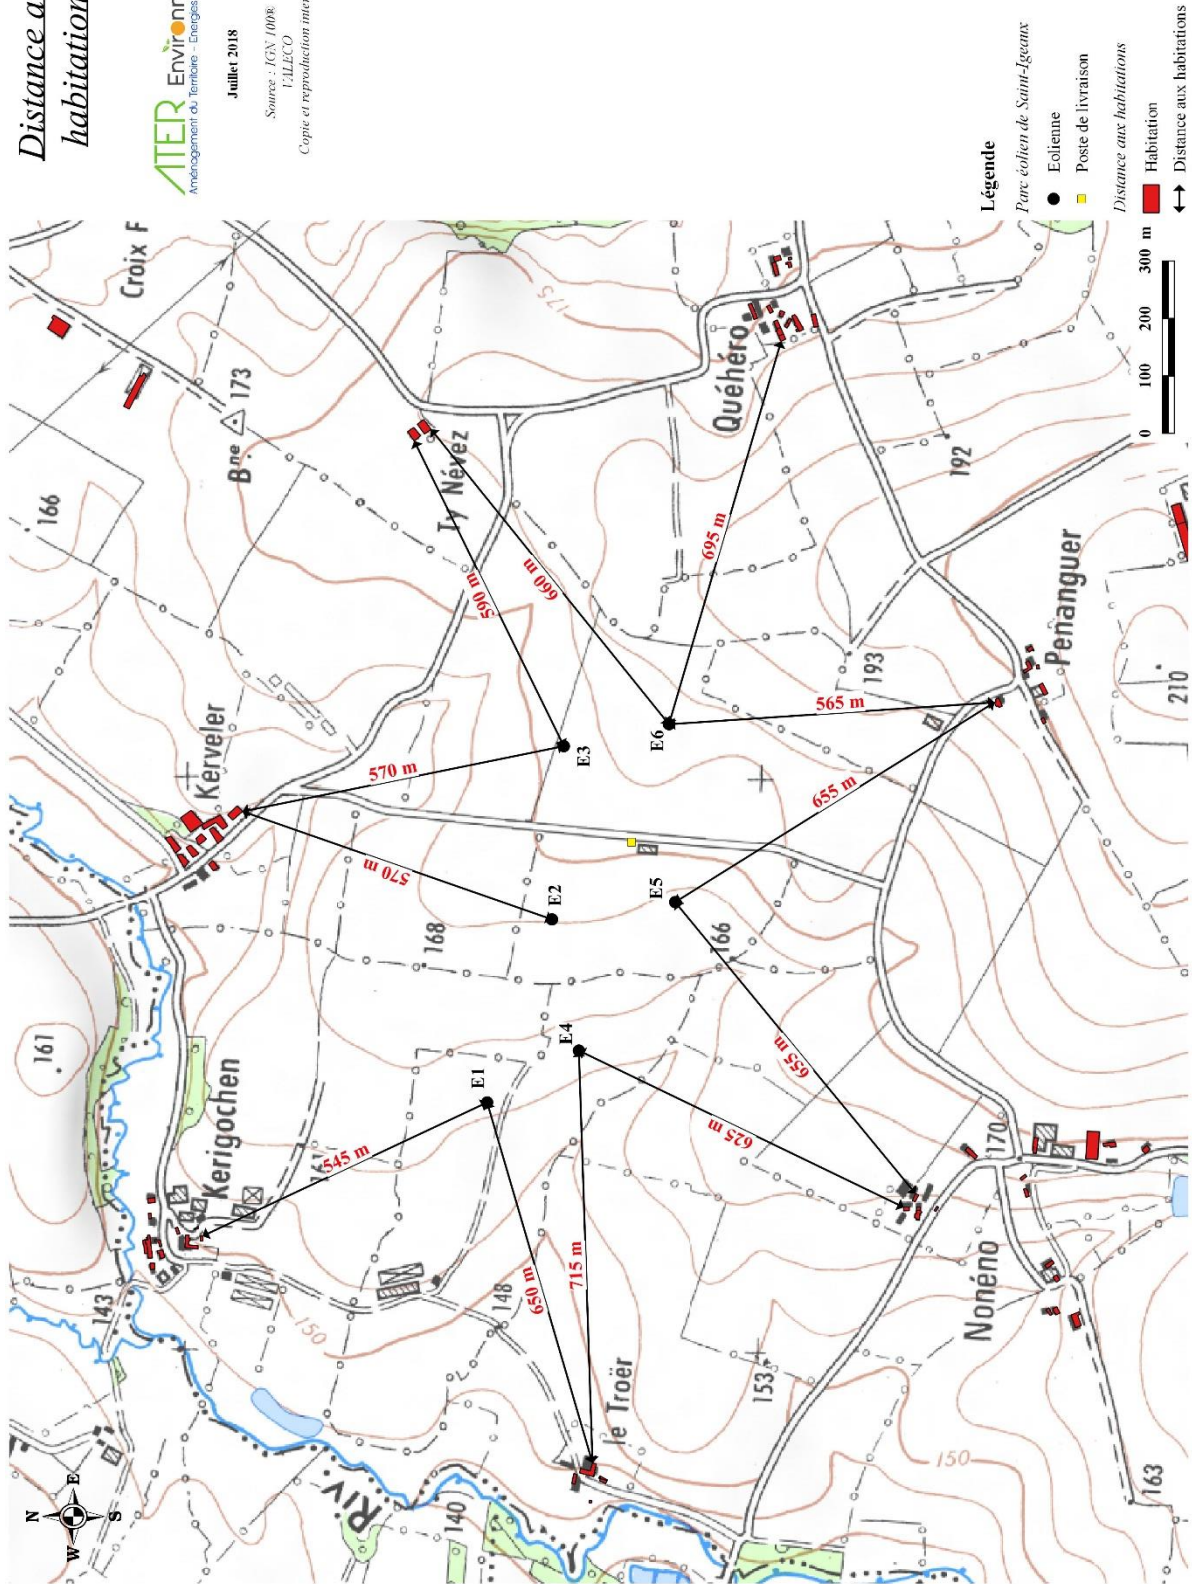 Distance a
habitation
ATER Environn
Aménagement du Territoire - Energies
Juillet 2018
Source : IGN 100®
VALECO
Copie et reproduction inter
Croix F
Bne
173
166
Ty Névez
175
Kerveler
161
Kerigochen
143
150
148
RIV
140
le Troër
168
E1
E2
E3
E4
E5
E6
545 m
650 m
570 m
570 m
590 m
660 m
695 m
565 m
655 m
655 m
625 m
715 m
Quéhéro
192
193
Penanguer
210
166
170
Nonéno
153
150
163
N
W
E
S
Légende
Parc éolien de Saint-Igeaux
Eolienne
Poste de livraison
Distance aux habitations
Habitation
Distance aux habitations
0 100 200 300 m